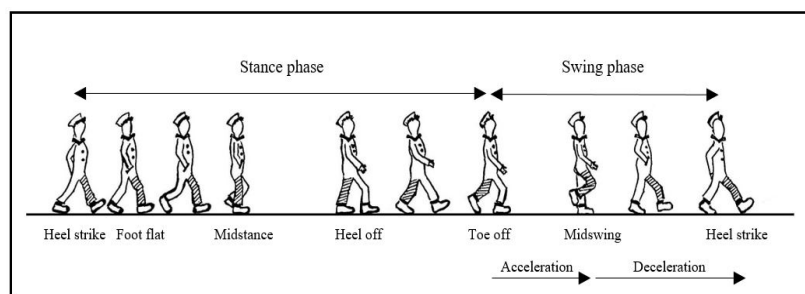 Stance phase Swing phase
Heel strike Foot flat Midstance Heel off Toe off Midswing Heel strike
Acceleration Deceleration